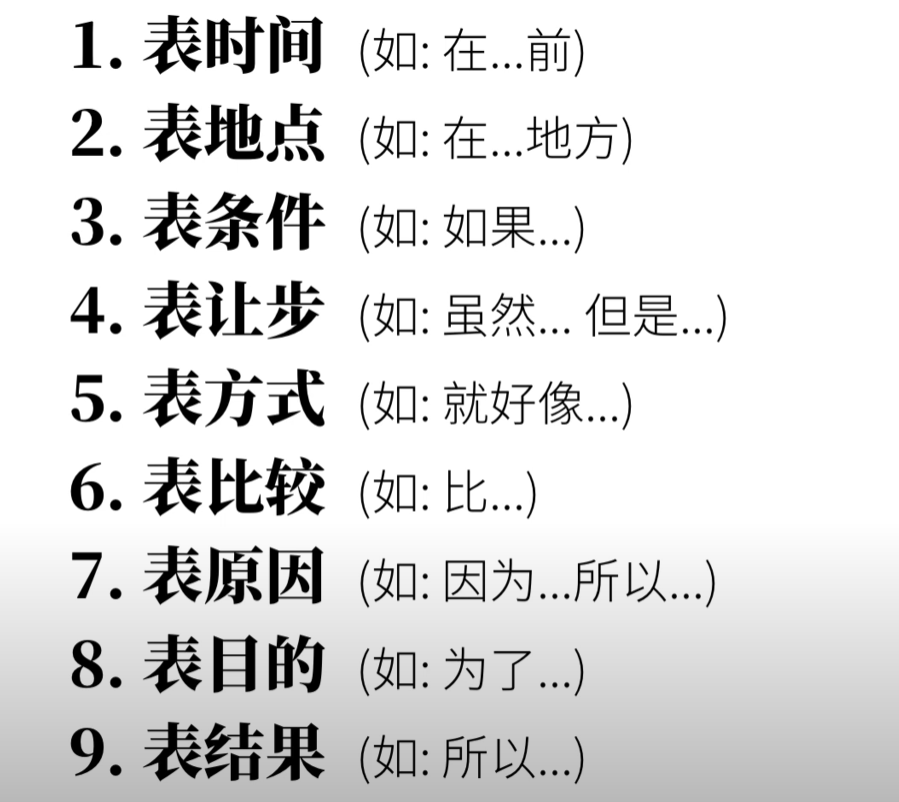 1. 表时间 (如: 在...前)
2. 表地点 (如: 在...地方)
3. 表条件 (如: 如果...)
4. 表让步 (如: 虽然... 但是...)
5. 表方式 (如: 就好像...)
6. 表比较 (如: 比...)
7. 表原因 (如: 因为...所以...)
8. 表目的 (如: 为了...)
9. 表结果 (如: 所以...)